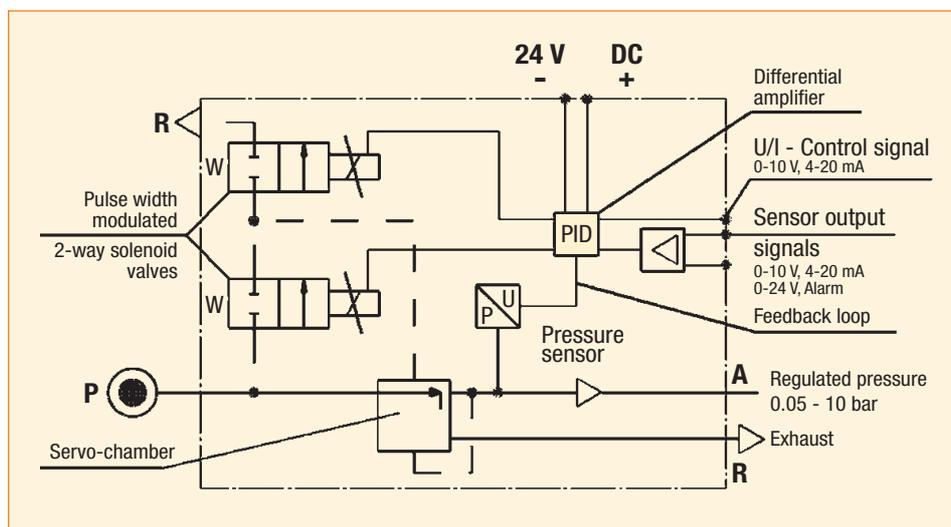 24 V DC
- +
Differential
amplifier
R
U/I - Control signal
0-10 V, 4-20 mA
W
Pulse width
modulated
2-way solenoid
valves
PID
Sensor output
signals
0-10 V, 4-20 mA
0-24 V, Alarm
W
U
P
Feedback loop
Pressure
sensor
P
A
Regulated pressure
0.05 - 10 bar
Servo-chamber
Exhaust
R